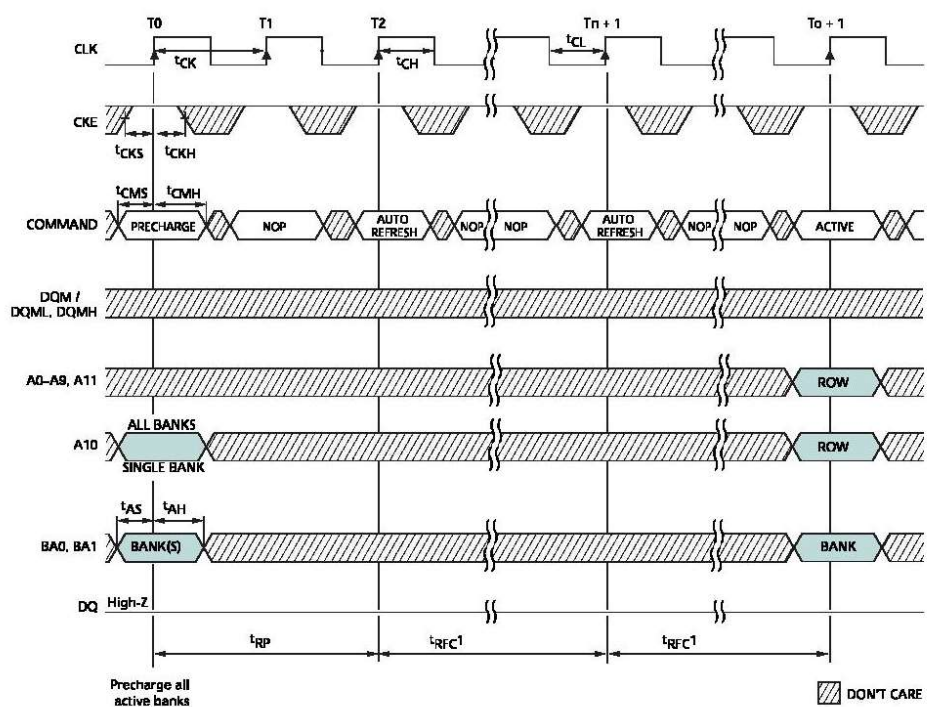 T0 T1 T2 Tn + 1 To + 1
CLK
tCK tCH tCL
CKE
tCKS tCKH
tCMS tCMH
COMMAND PRECHARGE NOP AUTO REFRESH NOP NOP AUTO REFRESH NOP NOP ACTIVE
DQM /
DQML, DQMH
A0–A9, A11 ROW
ALL BANKS
A10 ROW
SINGLE BANK
tAS tAH
BA0, BA1 BANK(S) BANK
DQ High-Z
tRP tRFC1 tRFC1
Precharge all
active banks
DON'T CARE